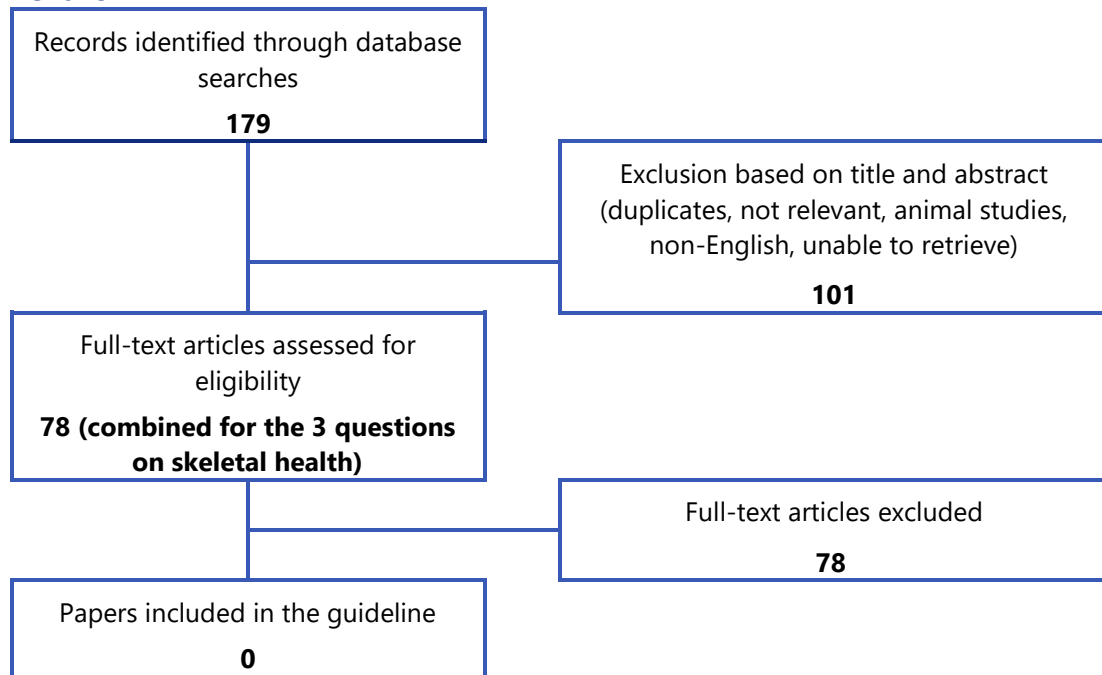 Records identified through database
searches
179
Exclusion based on title and abstract
(duplicates, not relevant, animal studies,
non-English, unable to retrieve)
101
Full-text articles assessed for
eligibility
78 (combined for the 3 questions
on skeletal health)
Full-text articles excluded
78
Papers included in the guideline
0